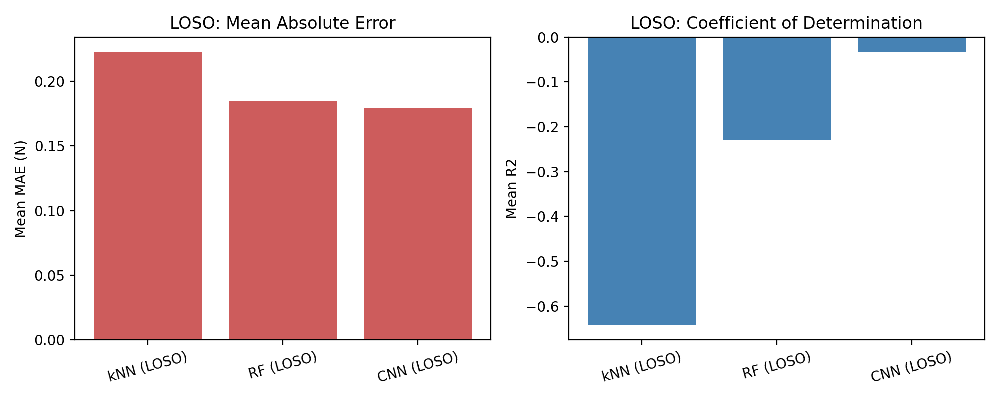 LOSO: Mean Absolute Error
Mean MAE (N)
0.20
0.15
0.10
0.05
0.00
kNN (LOSO)
RF (LOSO)
CNN (LOSO)
LOSO: Coefficient of Determination
Mean R2
0.0
−0.1
−0.2
−0.3
−0.4
−0.5
−0.6
kNN (LOSO)
RF (LOSO)
CNN (LOSO)